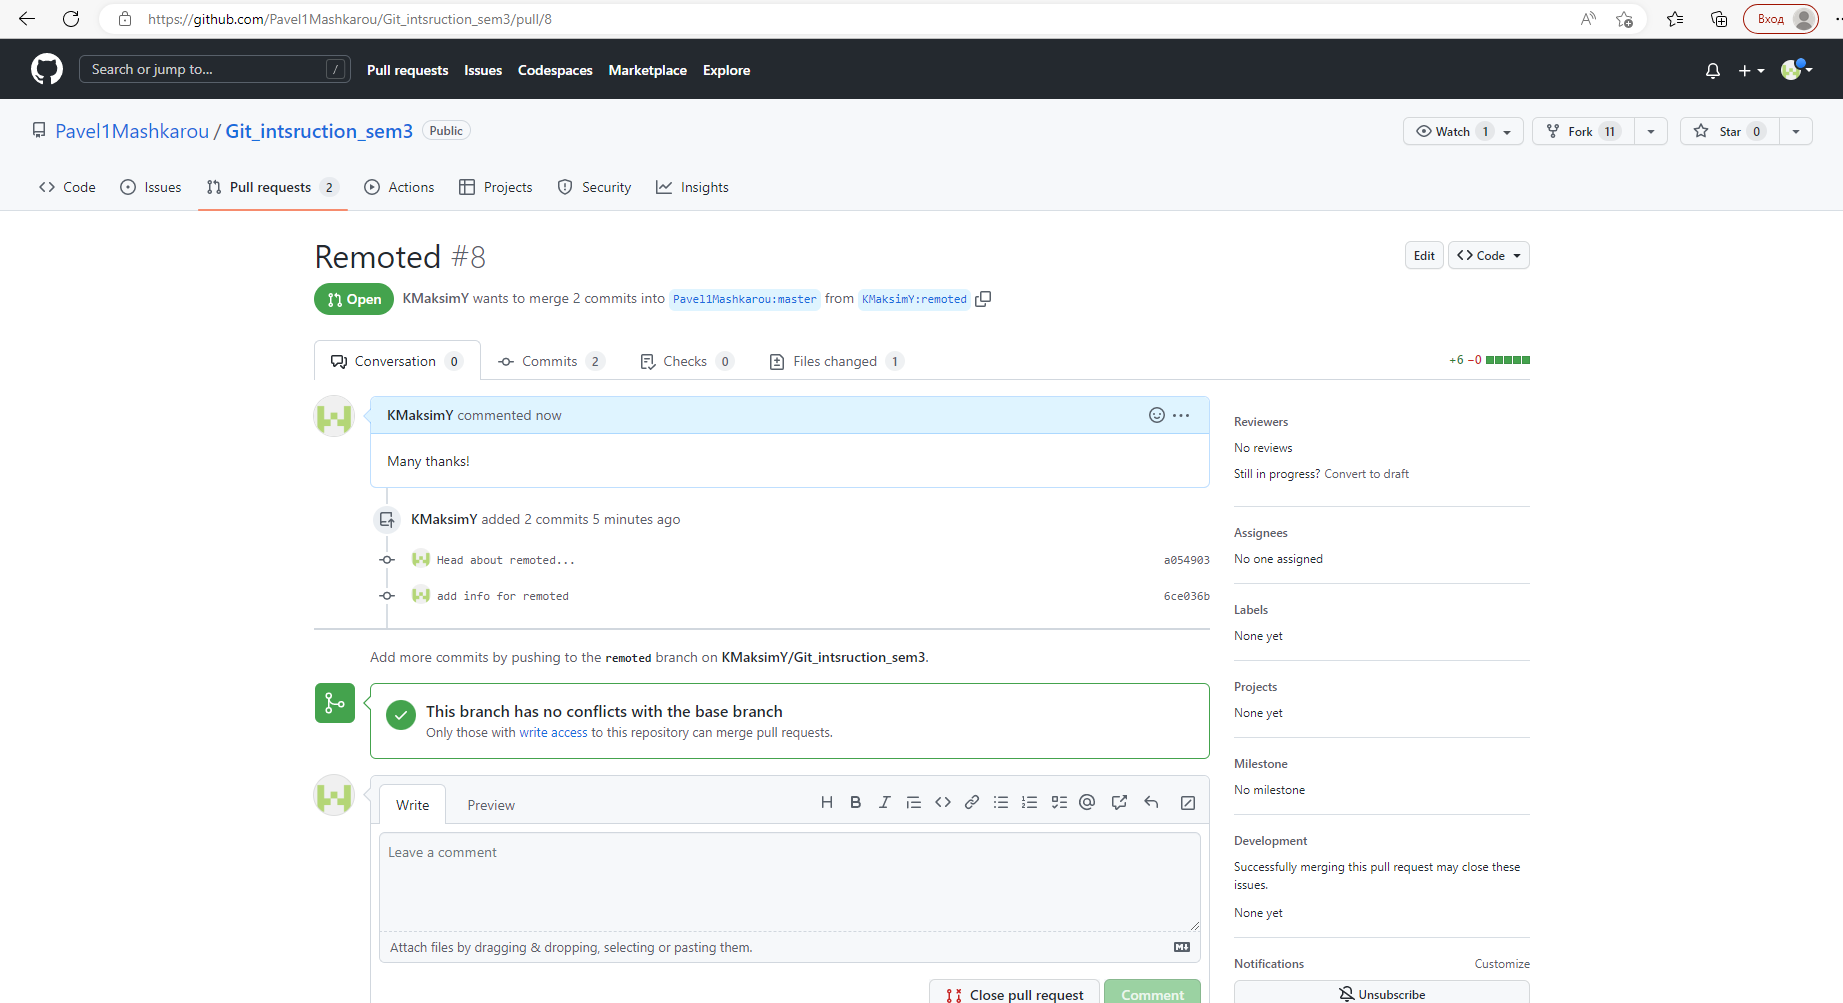 https://github.com/Pavel1Mashkarou/Git_intsruction_sem3/pull/8
Вход
Search or jump to...
/
Pull requests
Issues
Codespaces
Marketplace
Explore
Pavel1Mashkarou / Git_intsruction_sem3 Public
Watch 1
Fork 11
Star 0
Code
Issues
Pull requests 2
Actions
Projects
Security
Insights
Remoted #8
Edit
Code
Open
KMaksimY wants to merge 2 commits into Pavel1Mashkarou:master from KMaksimY:remoted
Conversation 0
Commits 2
Checks 0
Files changed 1
+6 −0
KMaksimY commented now
Many thanks!
KMaksimY added 2 commits 5 minutes ago
Head about remoted... a054903
add info for remoted 6ce036b
Add more commits by pushing to the remoted branch on KMaksimY/Git_intsruction_sem3.
This branch has no conflicts with the base branch
Only those with write access to this repository can merge pull requests.
Write
Preview
Leave a comment
Attach files by dragging & dropping, selecting or pasting them.
Close pull request
Comment
Reviewers
No reviews
Still in progress? Convert to draft
Assignees
No one assigned
Labels
None yet
Projects
None yet
Milestone
No milestone
Development
Successfully merging this pull request may close these
issues.
None yet
Notifications
Customize
Unsubscribe